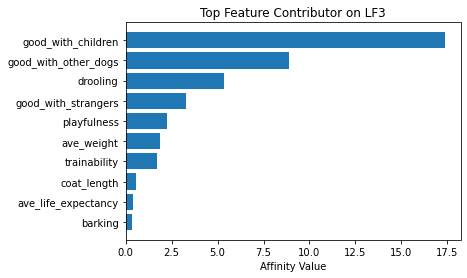 Top Feature Contributor on LF3
good_with_children
good_with_other_dogs
drooling
good_with_strangers
playfulness
ave_weight
trainability
coat_length
ave_life_expectancy
barking
0.0 2.5 5.0 7.5 10.0 12.5 15.0 17.5
Affinity Value